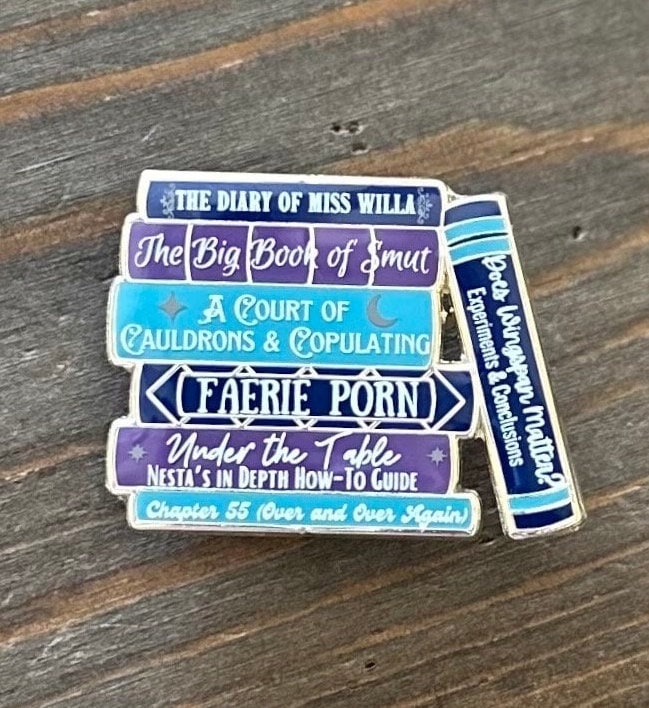 THE DIARY OF MISS WILLA
The Big Book of Smut
A COURT OF
CAULDRONS & COPULATING
FAERIE PORN
Under the Table
NESTA'S IN DEPTH HOW-TO GUIDE
Chapter 55 (Over and Over Again)
Does Wingspan Matter?
Experiments & Conclusions